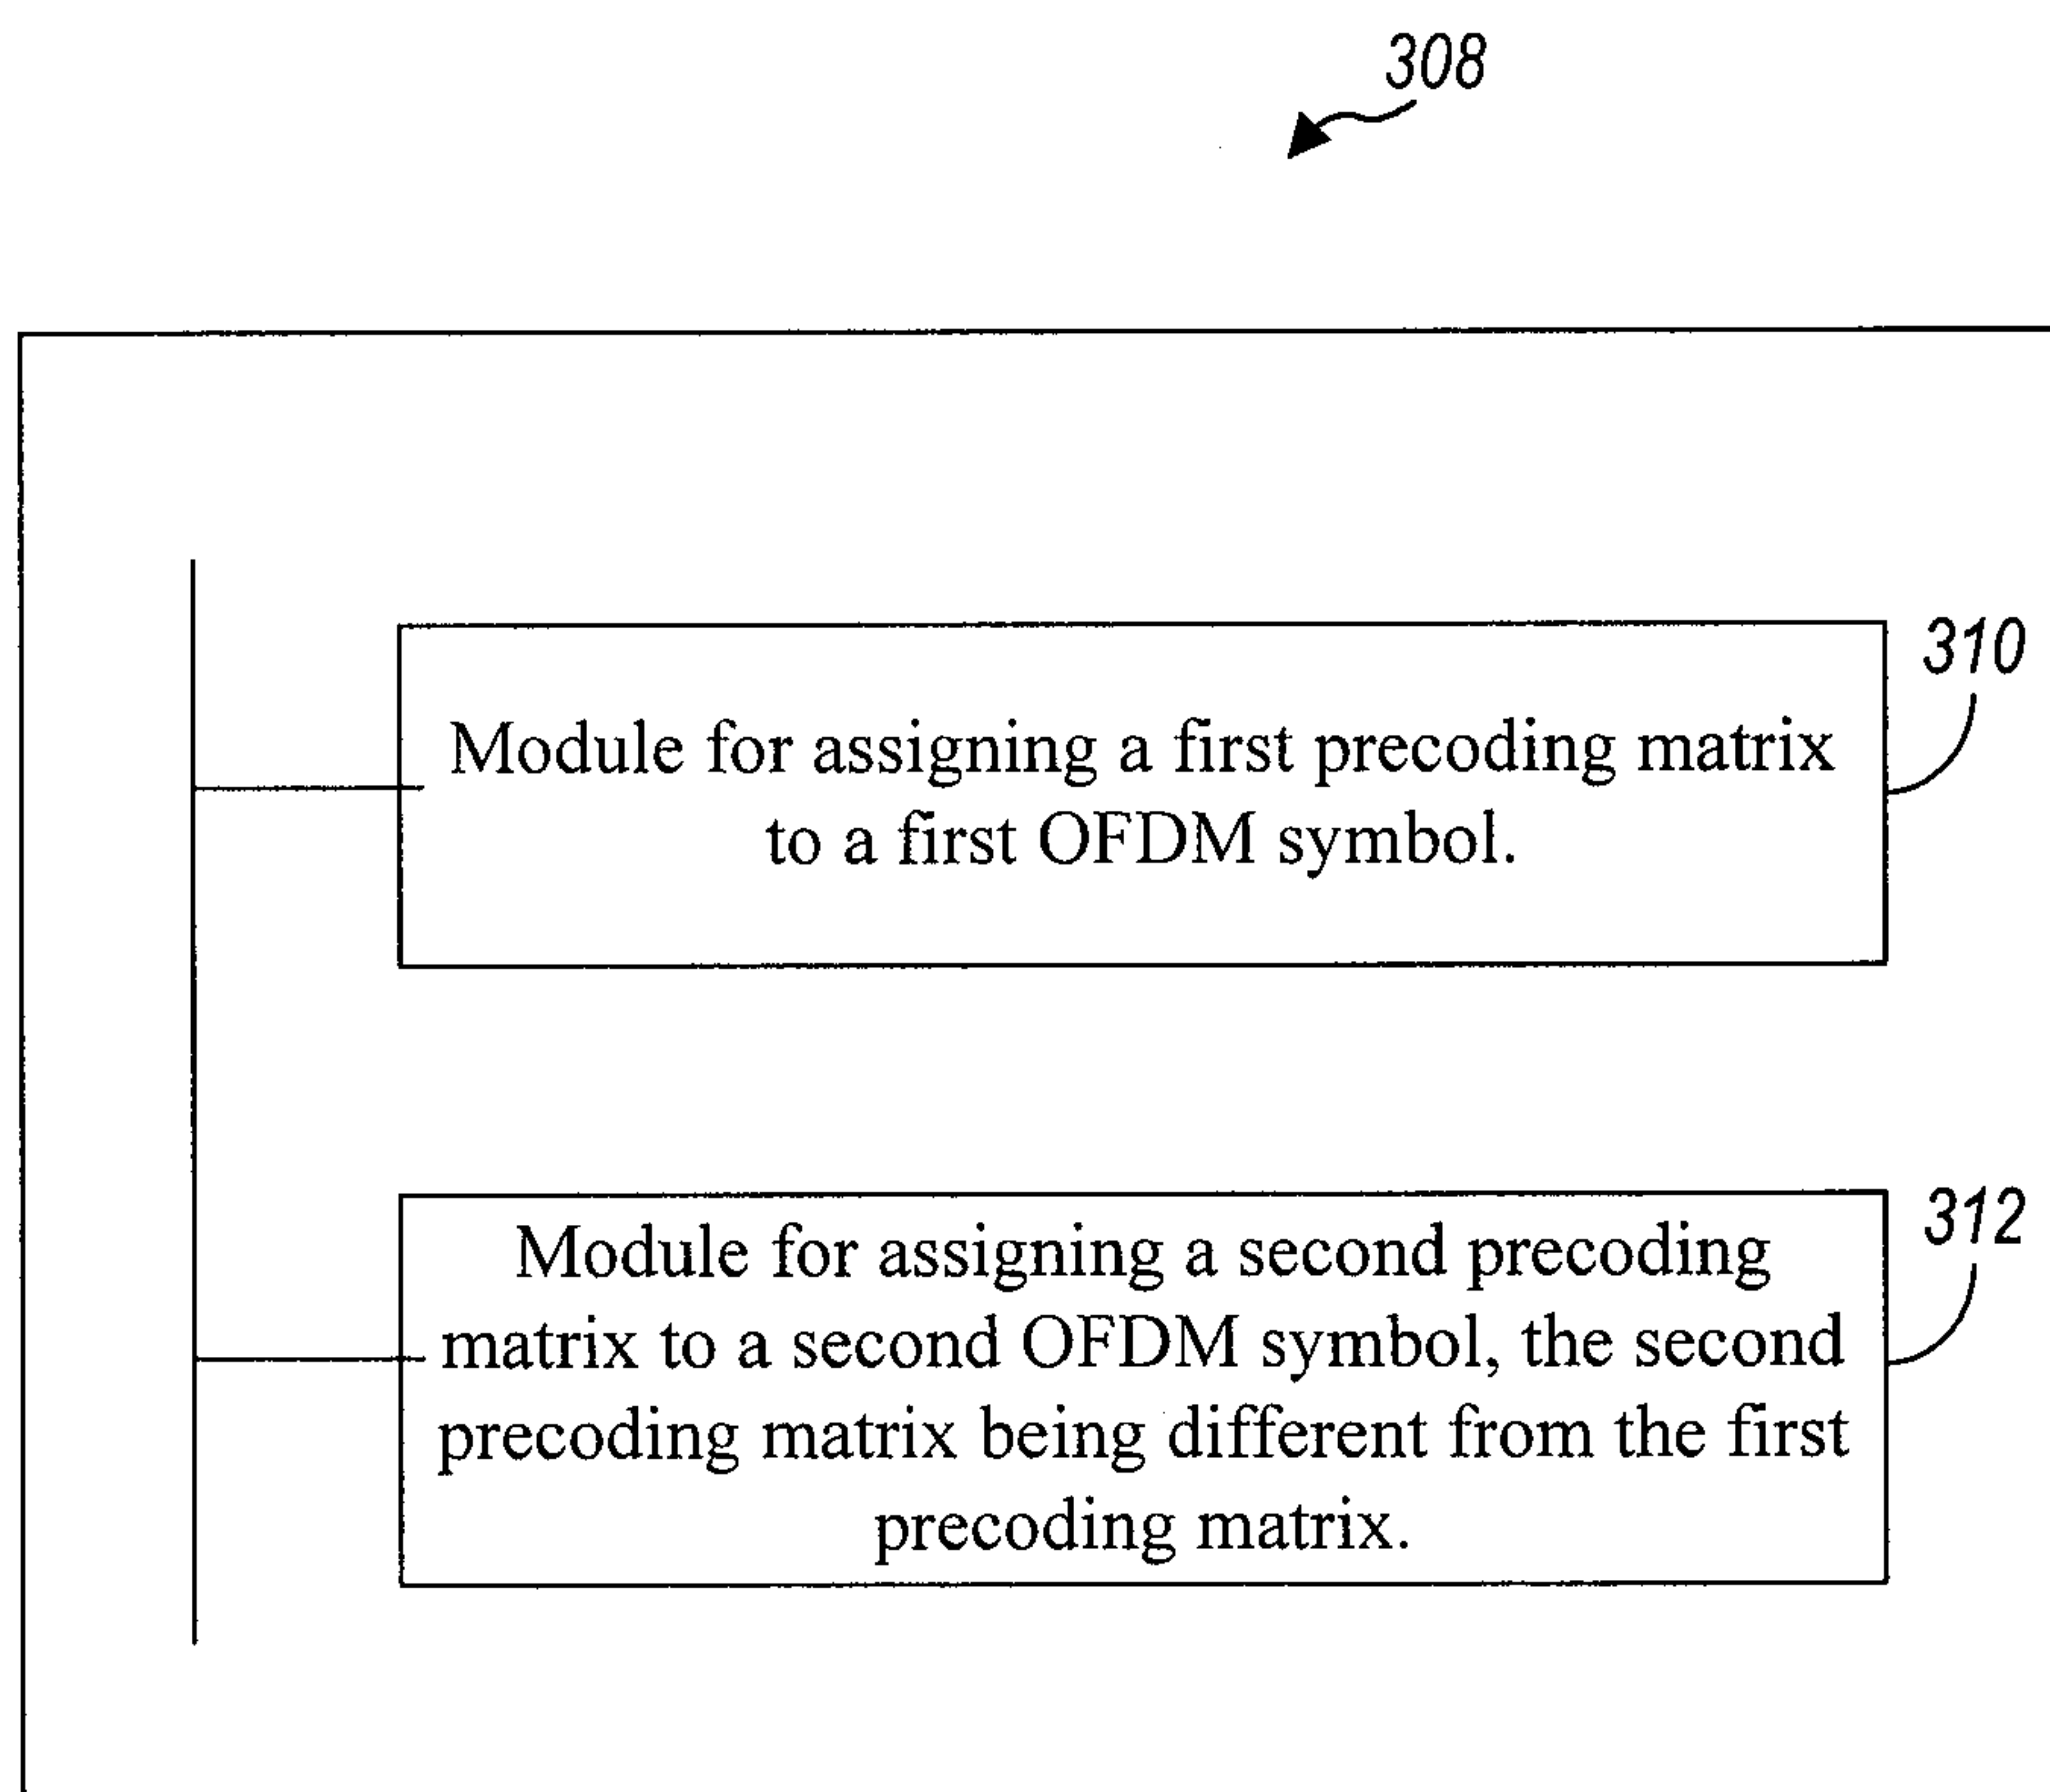 308
310
Module for assigning a first precoding matrix
to a first OFDM symbol.
312
Module for assigning a second precoding
matrix to a second OFDM symbol, the second
precoding matrix being different from the first
precoding matrix.